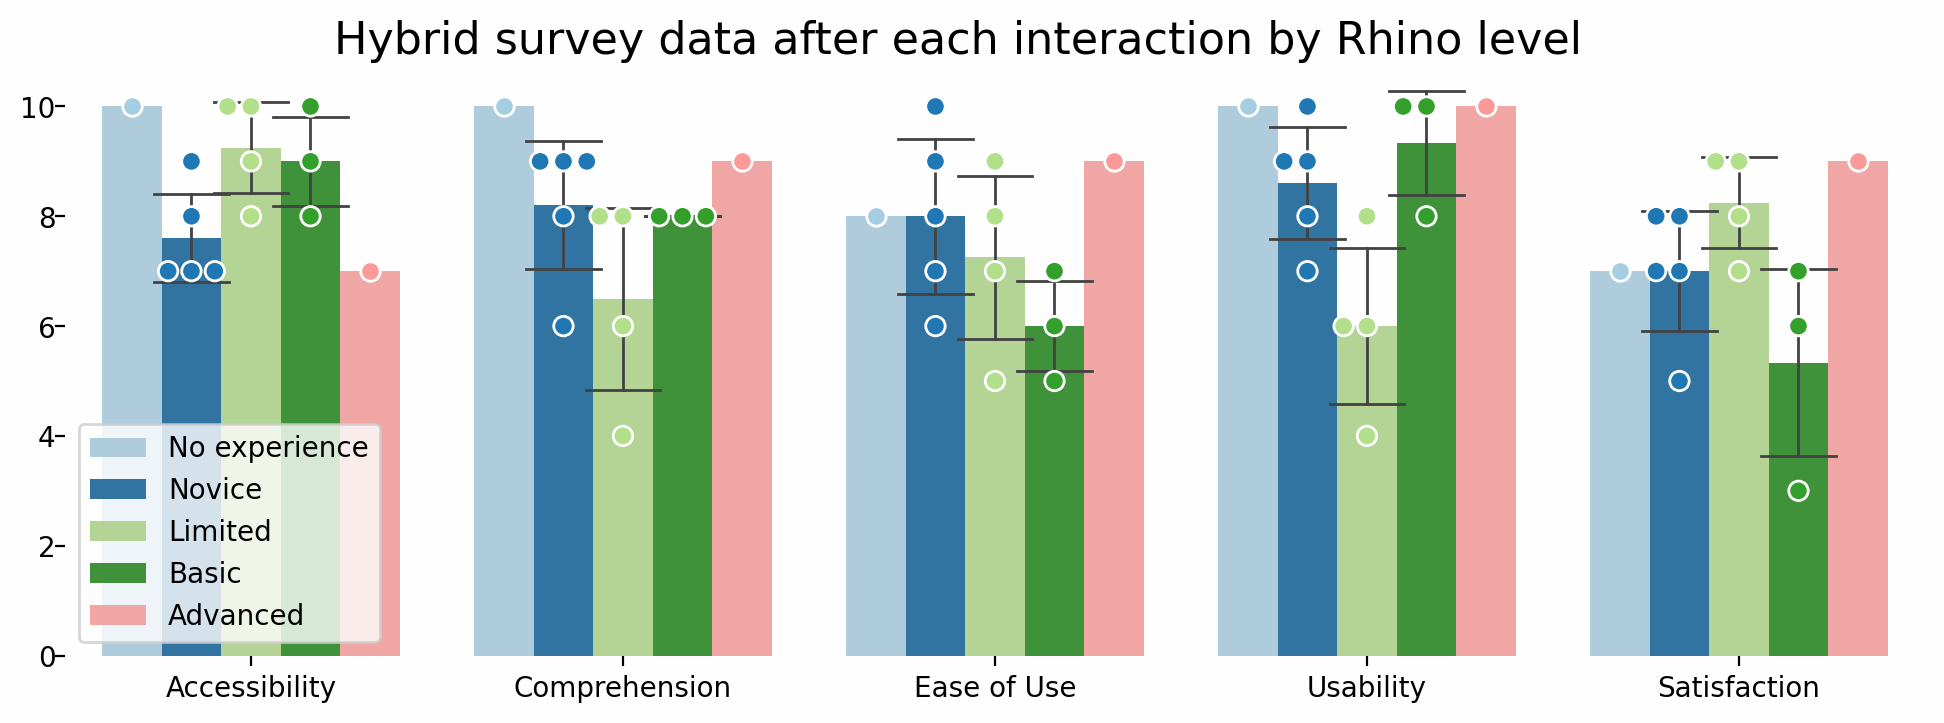 Hybrid survey data after each interaction by Rhino level
10
8
6
4
2
0
No experience
Novice
Limited
Basic
Advanced
Accessibility
Comprehension
Ease of Use
Usability
Satisfaction